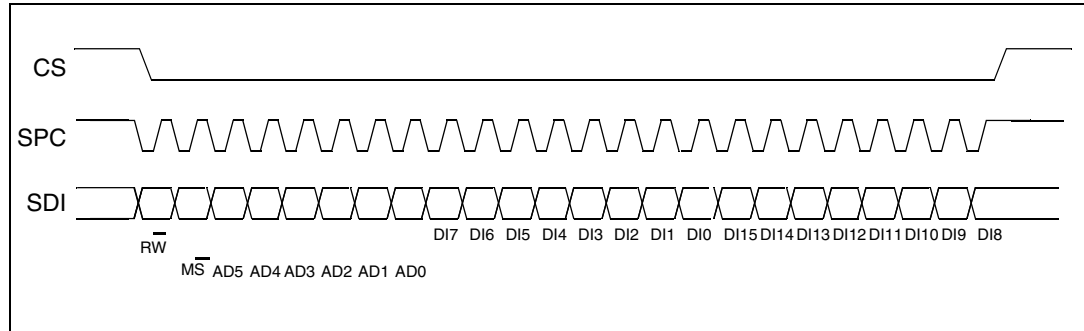 CS
SPC
SDI
DI7 DI6 DI5 DI4 DI3 DI2 DI1 DI0 DI15 DI14 DI13 DI12 DI11 DI10 DI9 DI8
RW̅
MS̅ AD5 AD4 AD3 AD2 AD1 AD0